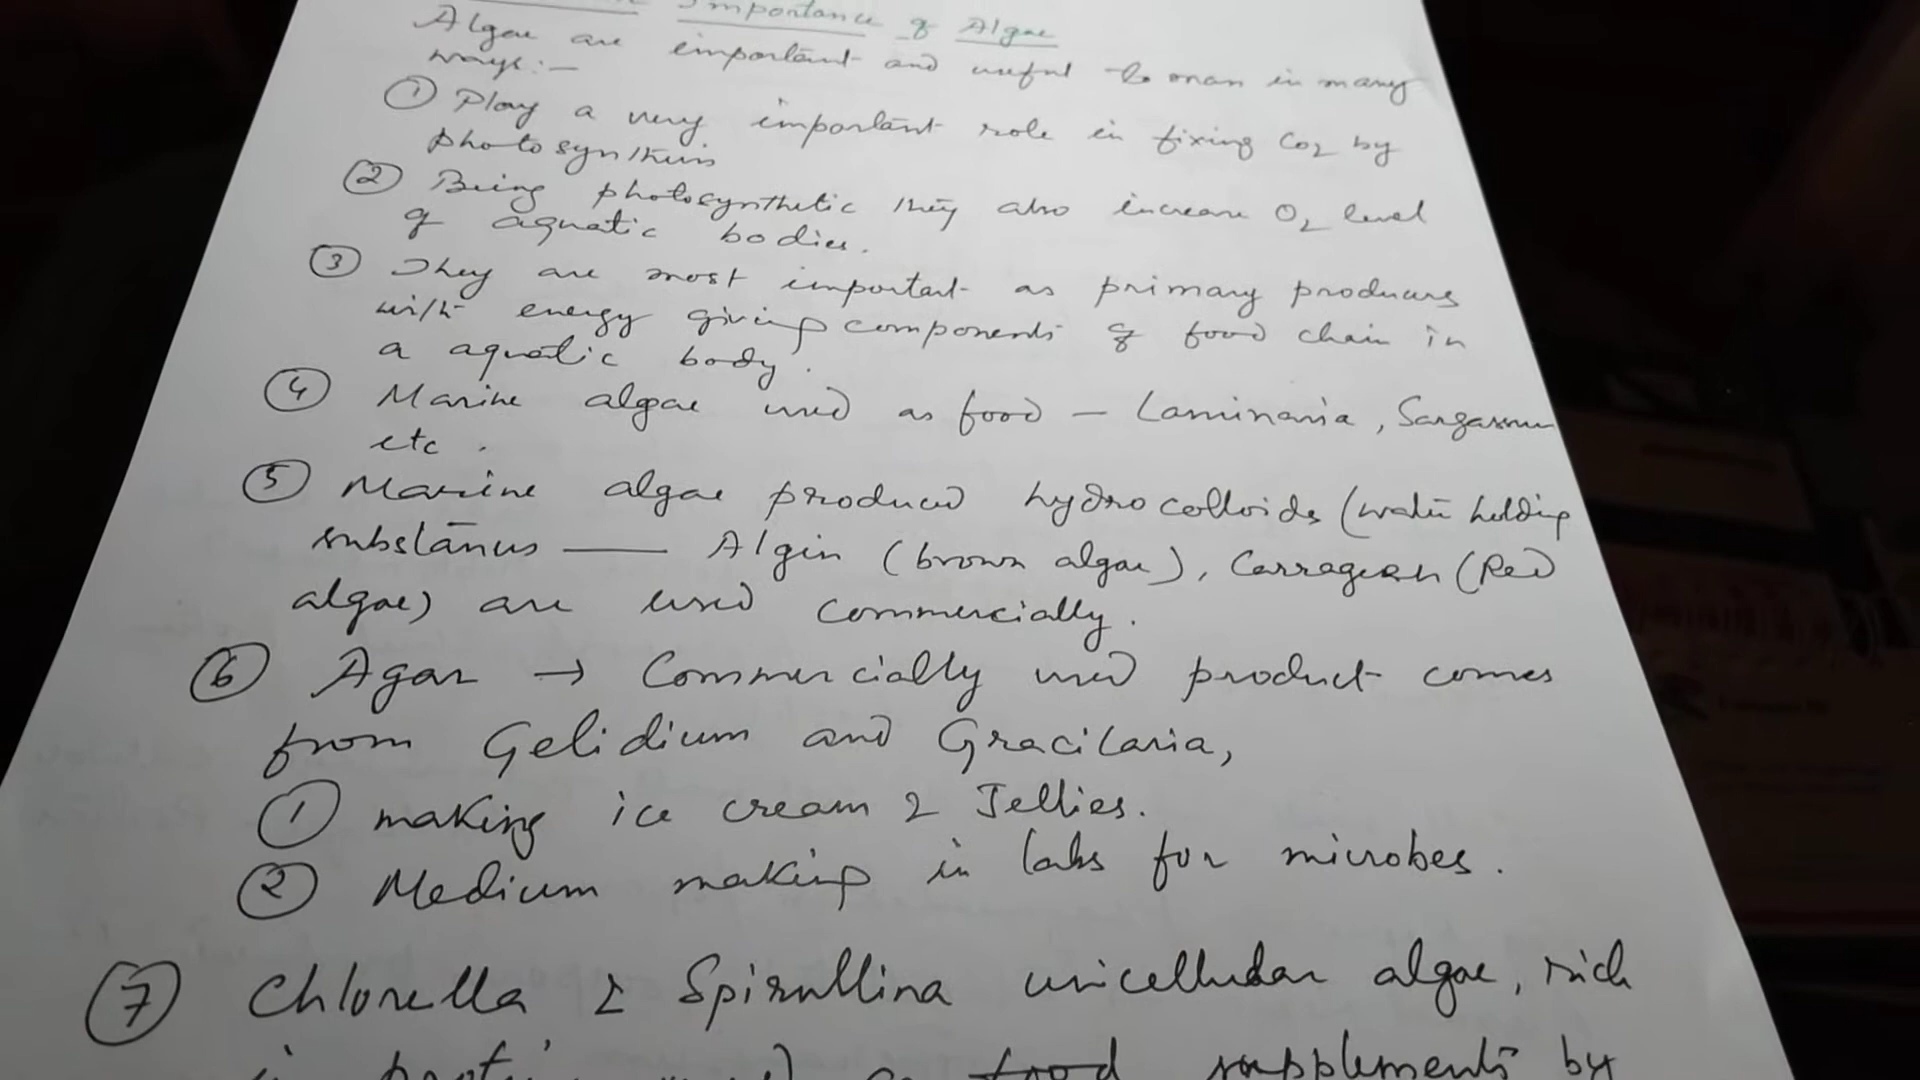 Importance of Algae
Algae are important and useful to man in many
ways:-
① Play a very important role in fixing CO2 by
photosynthesis
② Being photosynthetic they also increase O2 level
of aquatic bodies.
③ They are most important as primary producers
with energy giving components of food chain in
a aquatic body.
④ Marine algae used as food - Laminaria, Sargassum
etc.
⑤ Marine algae produced hydrocolloids (water holding
substances — Algin (brown algae), Carrageen (Red
algae) are used commercially.
⑥ Agar → Commercially used product comes
from Gelidium and Gracilaria,
① making ice cream & Jellies.
② Medium making in labs for microbes.
⑦ Chlorella & Spirullina unicellular algae, rich
food supplements by